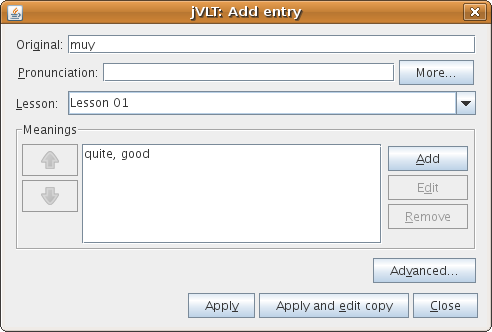 jVLT: Add entry
Original: muy
Pronunciation: More...
Lesson: Lesson 01
Meanings
quite, good
Add
Edit
Remove
Advanced...
Apply Apply and edit copy Close